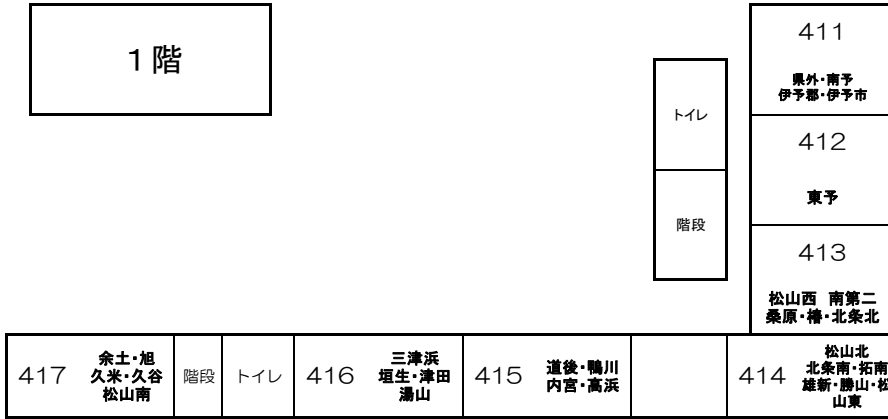 1階
411
県外・南予
伊予郡・伊予市
トイレ
412
東予
階段
413
松山西 南第二
桑原・椿・北条北
417
余土・旭
久米・久谷
松山南
階段
トイレ
416
三津浜
垣生・津田
湯山
415
道後・鴨川
内宮・高浜
414
松山北
北条南・拓南
雄新・勝山・松
山東